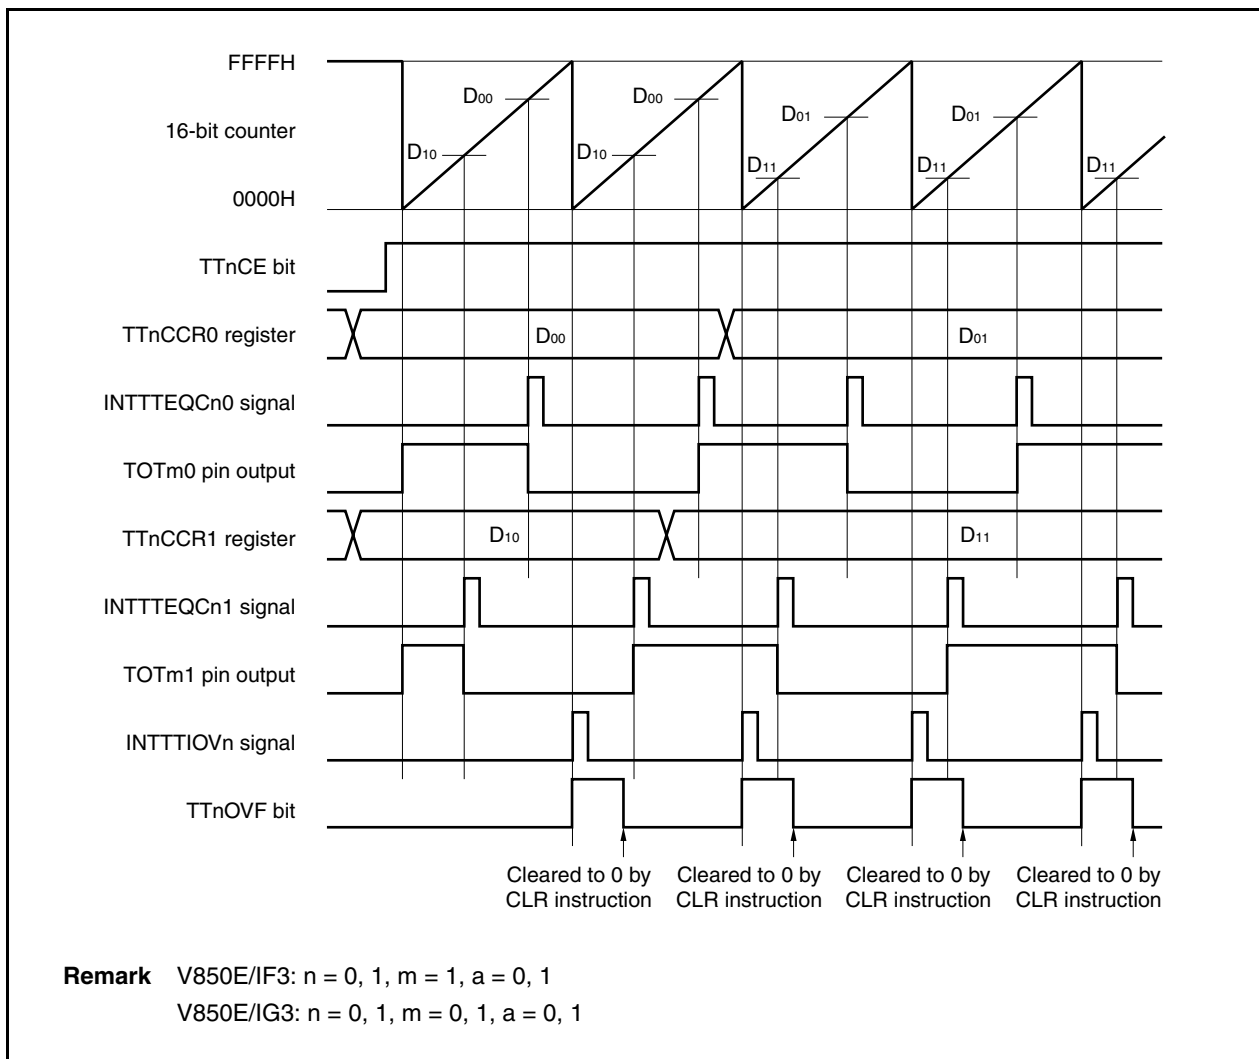 FFFFH
D00 D00 D01 D01
16-bit counter
D10 D10 D11 D11 D11
0000H
TTnCE bit
TTnCCR0 register D00 D01
INTTTEQCn0 signal
TOTm0 pin output
TTnCCR1 register D10 D11
INTTTEQCn1 signal
TOTm1 pin output
INTTTIOVn signal
TTnOVF bit
Cleared to 0 by Cleared to 0 by Cleared to 0 by Cleared to 0 by
CLR instruction CLR instruction CLR instruction CLR instruction
Remark V850E/IF3: n = 0, 1, m = 1, a = 0, 1
V850E/IG3: n = 0, 1, m = 0, 1, a = 0, 1